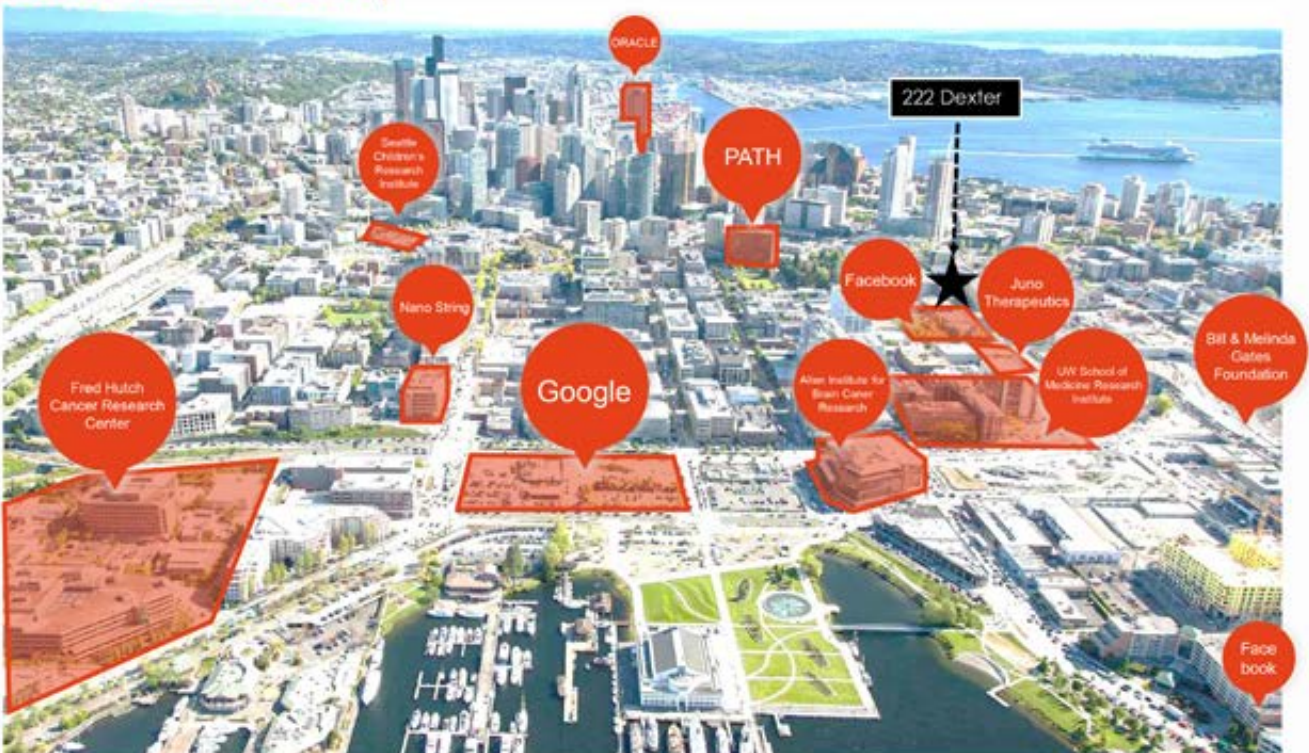 ORACLE
222 Dexter
Seattle
Children's
Research
Institute
PATH
Facebook
Juno
Therapeutics
Nano String
Bill & Melinda
Gates
Foundation
Fred Hutch
Cancer Research
Center
Google
Allen Institute for
Brain Caner
Research
UW School of
Medicine Research
Institute
Face
book